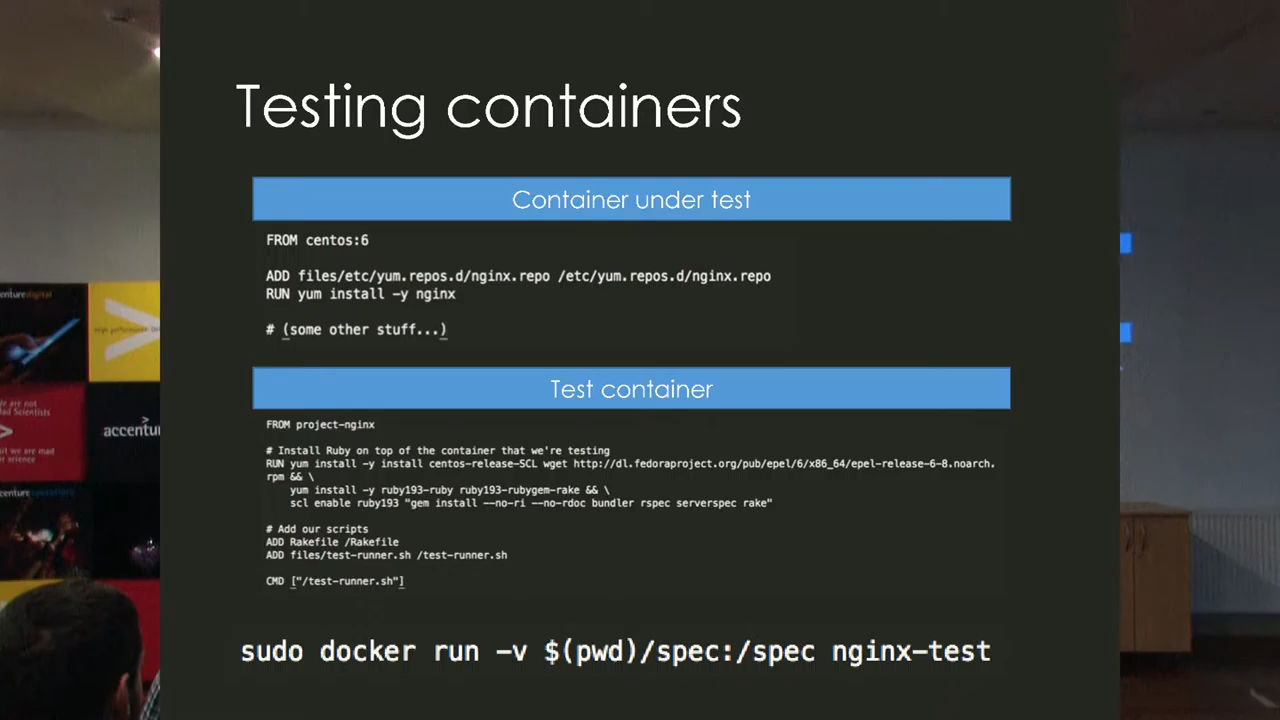 Testing containers
Container under test
FROM centos:6
ADD files/etc/yum.repos.d/nginx.repo /etc/yum.repos.d/nginx.repo
RUN yum install -y nginx
# (some other stuff...)
Test container
FROM project-nginx
# Install Ruby on top of the container that we're testing
RUN yum install -y install centos-release-SCL wget http://dl.fedoraproject.org/pub/epel/6/x86_64/epel-release-6-8.noarch.
rpm && \
yum install -y ruby193-ruby ruby193-rubygem-rake && \
scl enable ruby193 "gem install --no-ri --no-rdoc bundler rspec serverspec rake"
# Add our scripts
ADD Rakefile /Rakefile
ADD files/test-runner.sh /test-runner.sh
CMD ["/test-runner.sh"]
sudo docker run -v $(pwd)/spec:/spec nginx-test